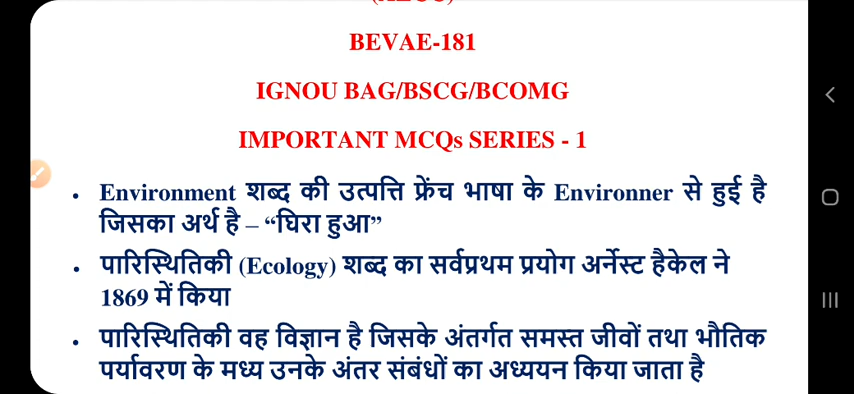 BEVAE-181
IGNOU BAG/BSCG/BCOMG
IMPORTANT MCQs SERIES - 1
• Environment शब्द की उत्पत्ति फ्रेंच भाषा के Environner से हुई है
जिसका अर्थ है – “घिरा हुआ”
• पारिस्थितिकी (Ecology) शब्द का सर्वप्रथम प्रयोग अर्नेस्ट हैकेल ने
1869 में किया
• पारिस्थितिकी वह विज्ञान है जिसके अंतर्गत समस्त जीवों तथा भौतिक
पर्यावरण के मध्य उनके अंतर संबंधों का अध्ययन किया जाता है